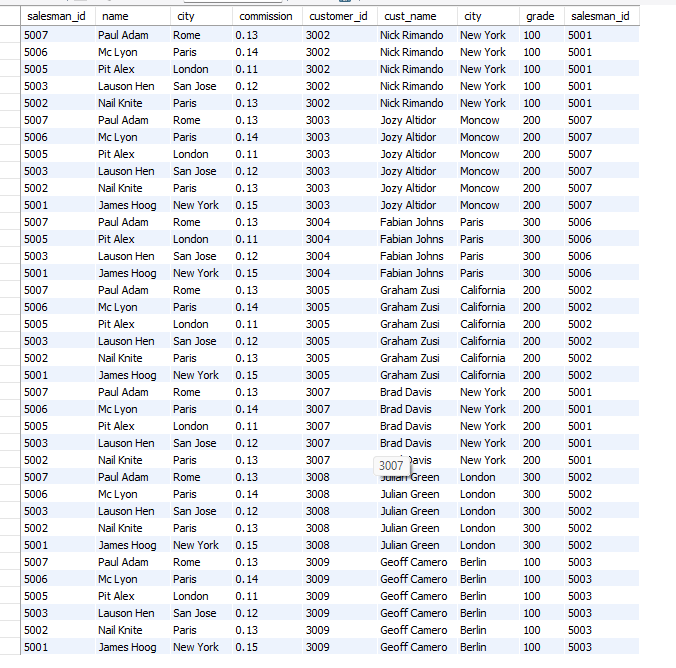 salesman_id name city commission customer_id cust_name city grade salesman_id
5007 Paul Adam Rome 0.13 3002 Nick Rimando New York 100 5001
5006 Mc Lyon Paris 0.14 3002 Nick Rimando New York 100 5001
5005 Pit Alex London 0.11 3002 Nick Rimando New York 100 5001
5003 Lauson Hen San Jose 0.12 3002 Nick Rimando New York 100 5001
5002 Nail Knite Paris 0.13 3002 Nick Rimando New York 100 5001
5007 Paul Adam Rome 0.13 3003 Jozy Altidor Moncow 200 5007
5006 Mc Lyon Paris 0.14 3003 Jozy Altidor Moncow 200 5007
5005 Pit Alex London 0.11 3003 Jozy Altidor Moncow 200 5007
5003 Lauson Hen San Jose 0.12 3003 Jozy Altidor Moncow 200 5007
5002 Nail Knite Paris 0.13 3003 Jozy Altidor Moncow 200 5007
5001 James Hoog New York 0.15 3003 Jozy Altidor Moncow 200 5007
5007 Paul Adam Rome 0.13 3004 Fabian Johns Paris 300 5006
5005 Pit Alex London 0.11 3004 Fabian Johns Paris 300 5006
5003 Lauson Hen San Jose 0.12 3004 Fabian Johns Paris 300 5006
5001 James Hoog New York 0.15 3004 Fabian Johns Paris 300 5006
5007 Paul Adam Rome 0.13 3005 Graham Zusi California 200 5002
5006 Mc Lyon Paris 0.14 3005 Graham Zusi California 200 5002
5005 Pit Alex London 0.11 3005 Graham Zusi California 200 5002
5003 Lauson Hen San Jose 0.12 3005 Graham Zusi California 200 5002
5002 Nail Knite Paris 0.13 3005 Graham Zusi California 200 5002
5001 James Hoog New York 0.15 3005 Graham Zusi California 200 5002
5007 Paul Adam Rome 0.13 3007 Brad Davis New York 200 5001
5006 Mc Lyon Paris 0.14 3007 Brad Davis New York 200 5001
5005 Pit Alex London 0.11 3007 Brad Davis New York 200 5001
5003 Lauson Hen San Jose 0.12 3007 Brad Davis New York 200 5001
5002 Nail Knite Paris 0.13 3007 Davis New York 200 5001
3007
5007 Paul Adam Rome 0.13 3008 Julian Green London 300 5002
5006 Mc Lyon Paris 0.14 3008 Julian Green London 300 5002
5003 Lauson Hen San Jose 0.12 3008 Julian Green London 300 5002
5002 Nail Knite Paris 0.13 3008 Julian Green London 300 5002
5001 James Hoog New York 0.15 3008 Julian Green London 300 5002
5007 Paul Adam Rome 0.13 3009 Geoff Camero Berlin 100 5003
5006 Mc Lyon Paris 0.14 3009 Geoff Camero Berlin 100 5003
5005 Pit Alex London 0.11 3009 Geoff Camero Berlin 100 5003
5003 Lauson Hen San Jose 0.12 3009 Geoff Camero Berlin 100 5003
5002 Nail Knite Paris 0.13 3009 Geoff Camero Berlin 100 5003
5001 James Hoog New York 0.15 3009 Geoff Camero Berlin 100 5003